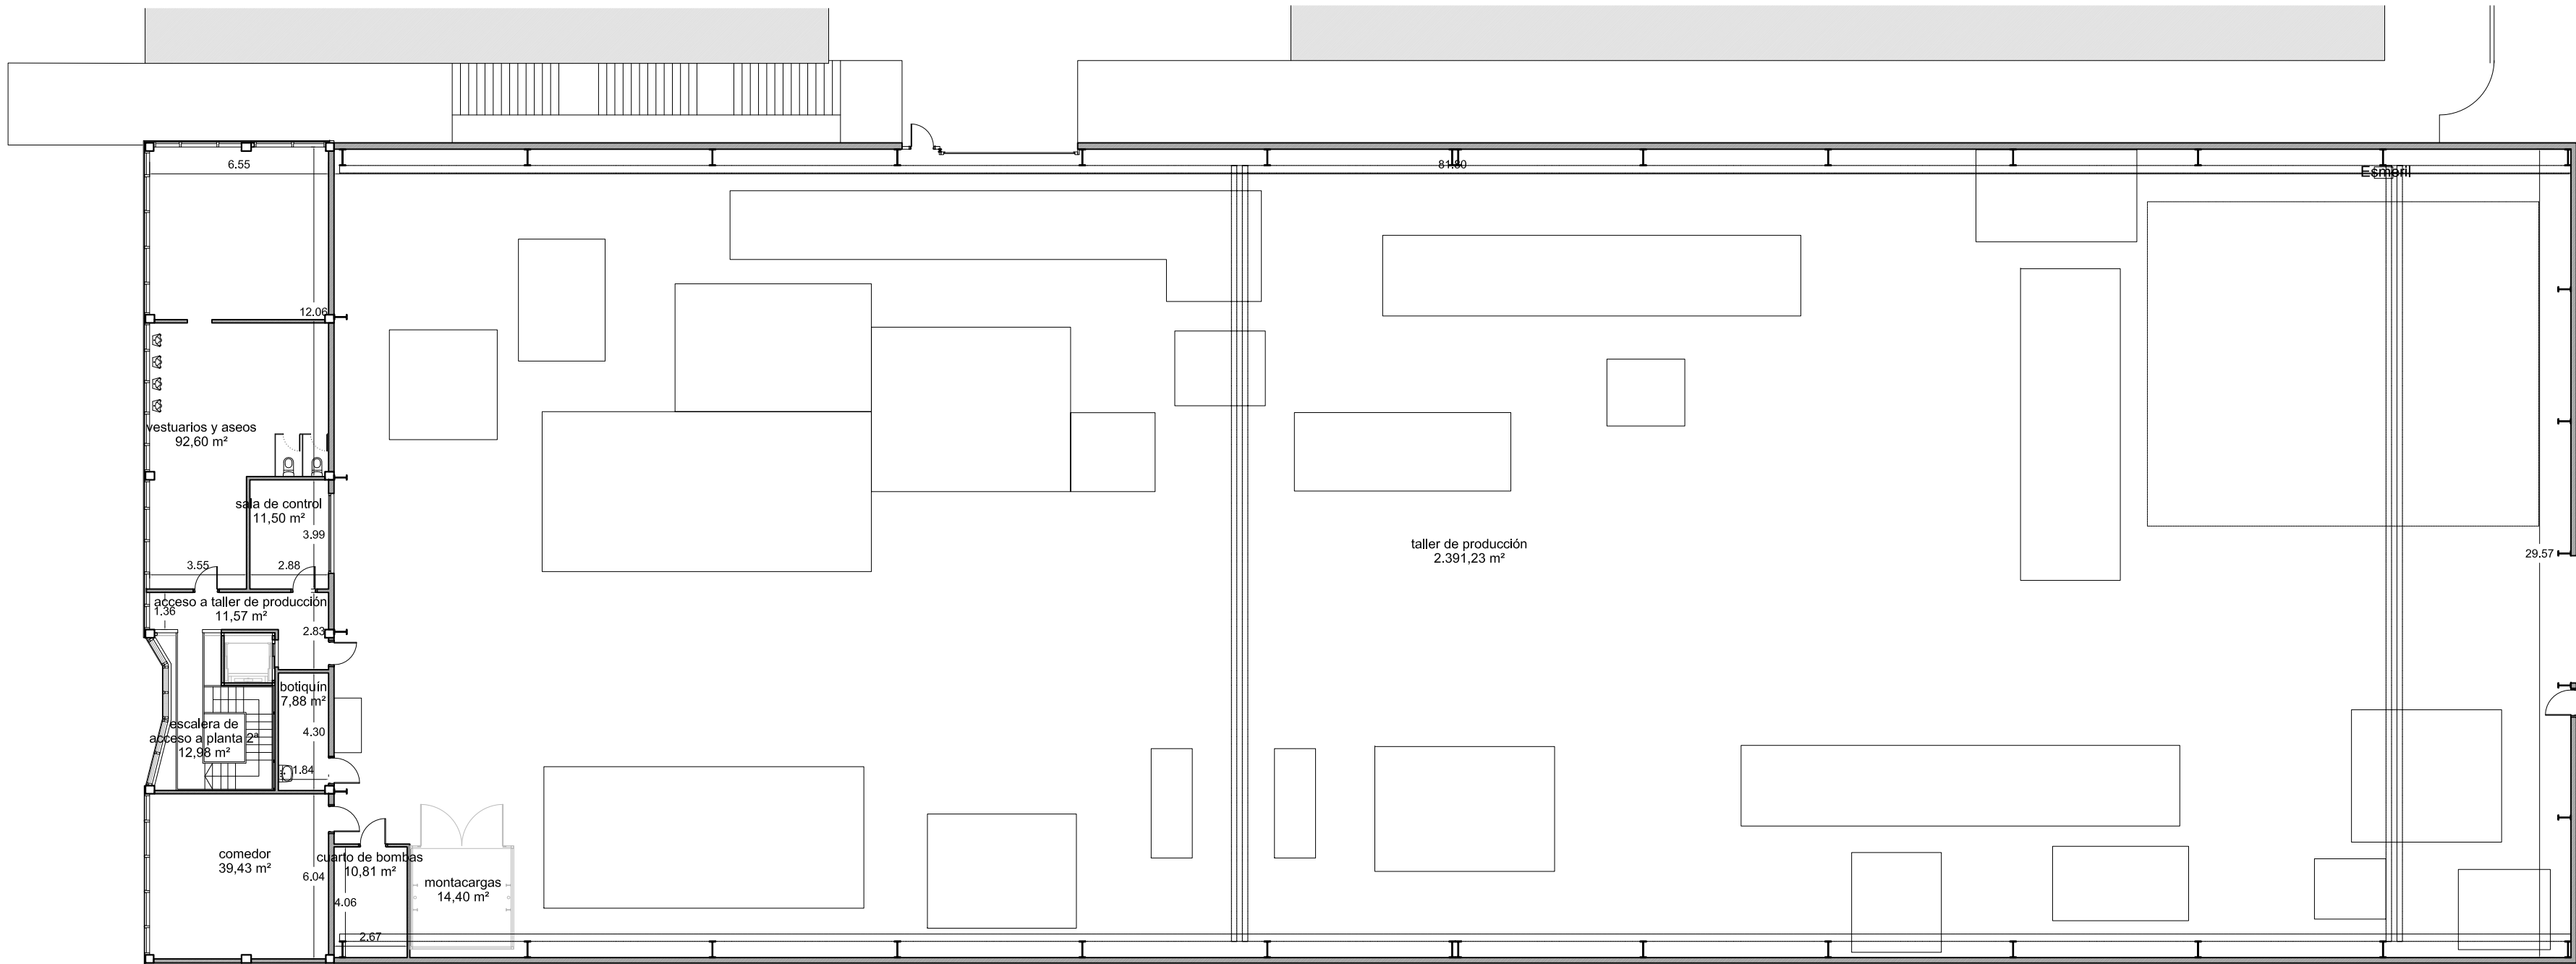 6.55
81.80
Esmeril
12.06
vestuarios y aseos
92,60 m²
sala de control
11,50 m²
3.99
3.55
2.88
taller de producción
2.391,23 m²
29.57
acceso a taller de producción
11,57 m²
1.36
2.83
botiquín
7,88 m²
escalera de
acceso a planta 2ª
12,98 m²
4.30
1.84
comedor
39,43 m²
6.04
cuarto de bombas
10,81 m²
4.06
2.67
montacargas
14,40 m²